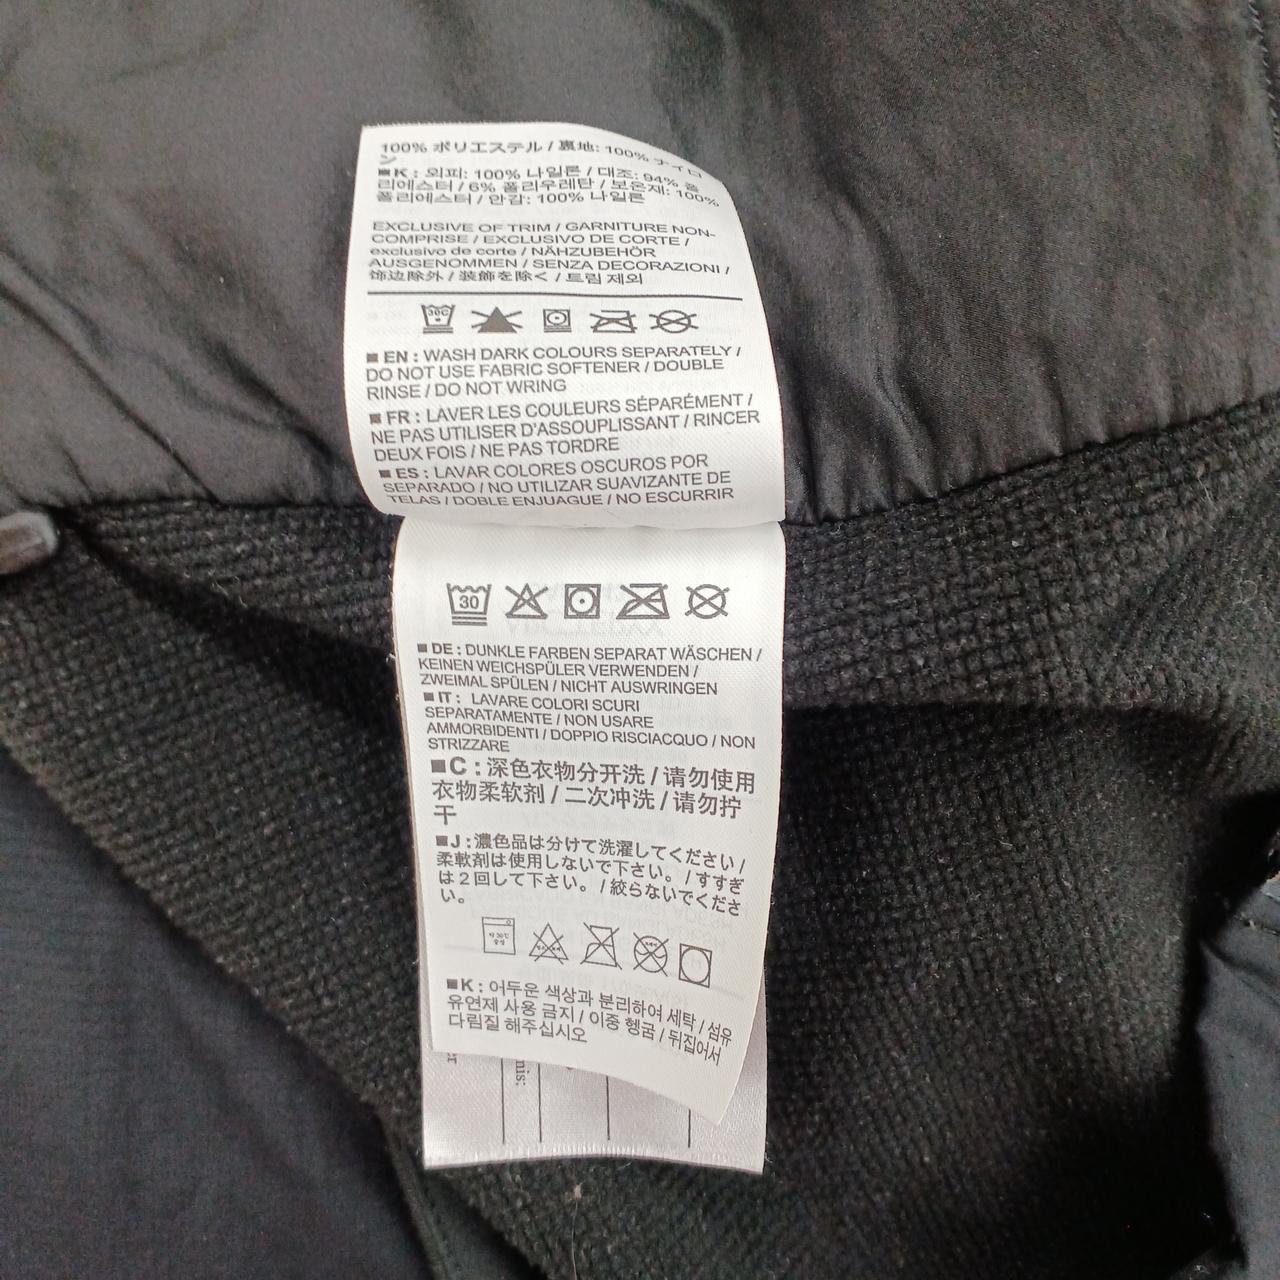 100% ポリエステル / 裏地: 100% ナイロ
ン
■K : 외피: 100% 나일론 / 대조: 94% 폴
리에스터 / 6% 폴리우레탄 / 보온재: 100%
폴리에스터 / 안감: 100% 나일론
EXCLUSIVE OF TRIM / GARNITURE NON-
COMPRISE / EXCLUSIVO DE CORTE /
exclusivo de corte / NÄHZUBEHÖR
AUSGENOMMEN / SENZA DECORAZIONI /
饰边除外 / 装飾を除く / 트림 제외
30C
■ EN : WASH DARK COLOURS SEPARATELY /
DO NOT USE FABRIC SOFTENER / DOUBLE
RINSE / DO NOT WRING
■ FR : LAVER LES COULEURS SÉPARÉMENT /
NE PAS UTILISER D'ASSOUPLISSANT / RINCER
DEUX FOIS / NE PAS TORDRE
■ ES : LAVAR COLORES OSCUROS POR
SEPARADO / NO UTILIZAR SUAVIZANTE DE
TELAS / DOBLE ENJUAGUE / NO ESCURRIR
30
■ DE : DUNKLE FARBEN SEPARAT WÄSCHEN /
KEINEN WEICHSPÜLER VERWENDEN /
ZWEIMAL SPÜLEN / NICHT AUSWRINGEN
■ IT : LAVARE COLORI SCURI
SEPARATAMENTE / NON USARE
AMMORBIDENTI / DOPPIO RISCIACQUO / NON
STRIZZARE
■C : 深色衣物分开洗 / 请勿使用
衣物柔软剂 / 二次冲洗 / 请勿拧
干
■J : 濃色品は分けて洗濯してください /
柔軟剤は使用しないで下さい。 / すすぎ
は２回して下さい。 / 絞らないでくださ
い。
■K : 어두운 색상과 분리하여 세탁 / 섬유
유연제 사용 금지 / 이중 헹굼 / 뒤집어서
다림질 해주십시오
nis: